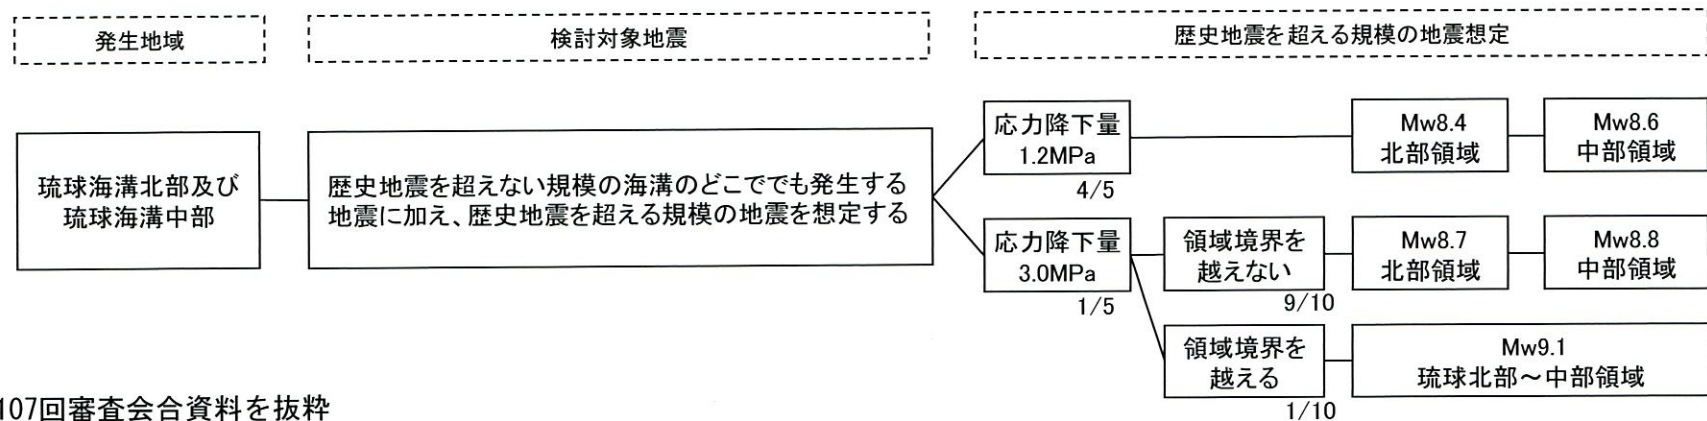 発生地域
検討対象地震
歴史地震を超える規模の地震想定
琉球海溝北部及び
琉球海溝中部
歴史地震を超えない規模の海溝のどこででも発生する
地震に加え、歴史地震を超える規模の地震を想定する
応力降下量
1.2MPa
4/5
Mw8.4
北部領域
Mw8.6
中部領域
応力降下量
3.0MPa
1/5
領域境界を
越えない
9/10
Mw8.7
北部領域
Mw8.8
中部領域
領域境界を
越える
1/10
Mw9.1
琉球北部～中部領域
107回審査会合資料を抜粋